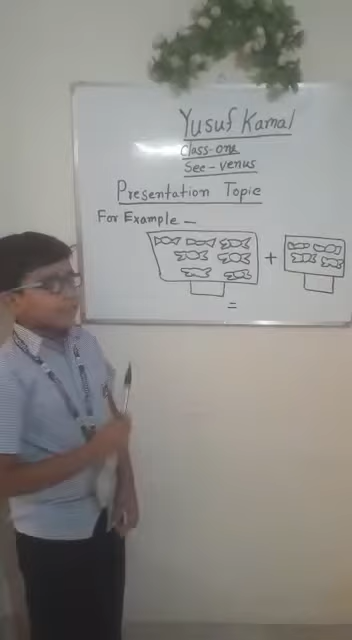 Yusuf Kamal
Class-one
Sec-venus
Presentation Topic
For Example -
+
=